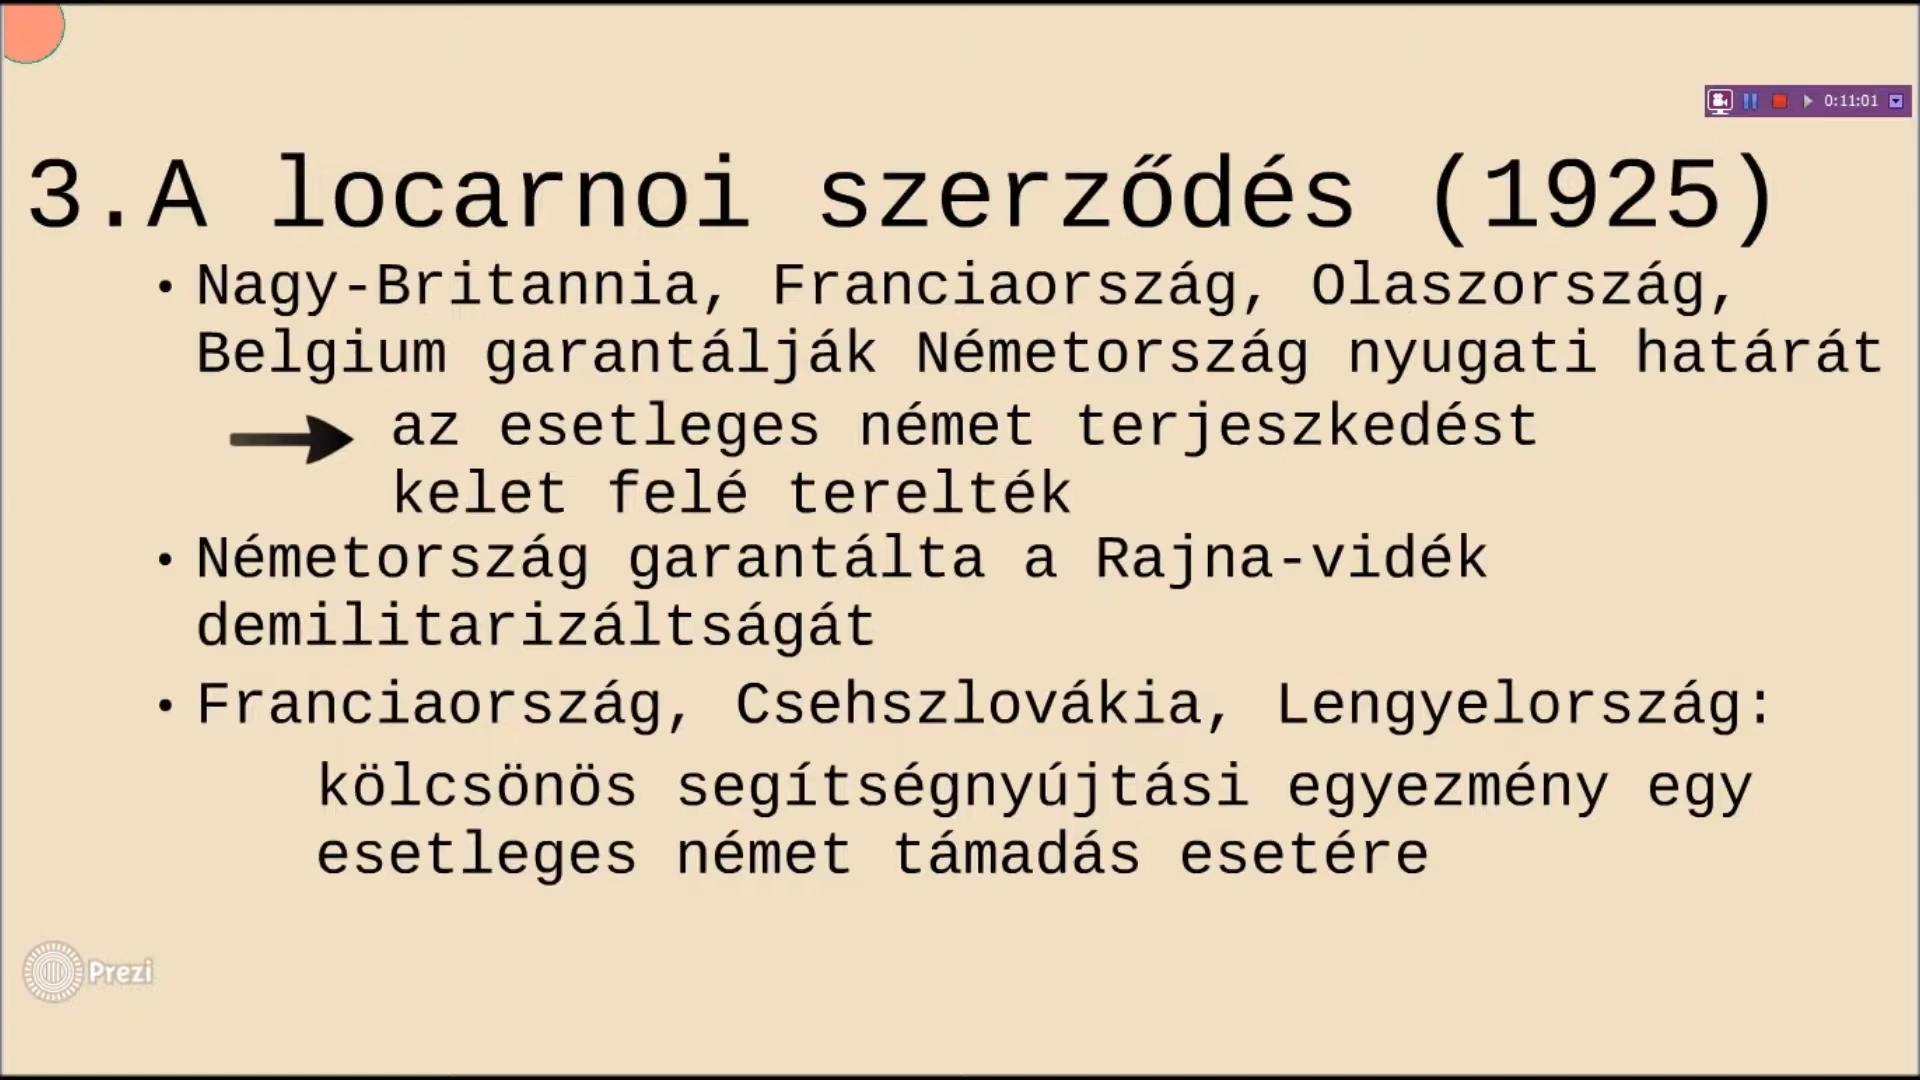 0:11:01
3.A locarnoi szerződés (1925)
• Nagy-Britannia, Franciaország, Olaszország,
Belgium garantálják Németország nyugati határát
az esetleges német terjeszkedést
kelet felé terelték
• Németország garantálta a Rajna-vidék
demilitarizáltságát
• Franciaország, Csehszlovákia, Lengyelország:
kölcsönös segítségnyújtási egyezmény egy
esetleges német támadás esetére
Prezi